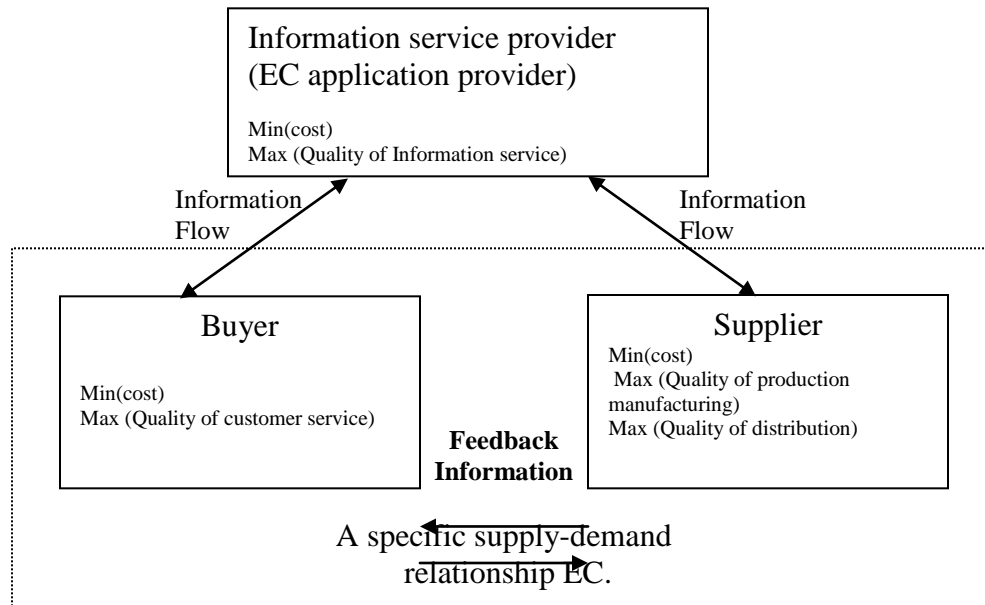 Information service provider
(EC application provider)
Min(cost)
Max (Quality of Information service)
Information
Flow
Information
Flow
Buyer
Min(cost)
Max (Quality of customer service)
Supplier
Min(cost)
Max (Quality of production
manufacturing)
Max (Quality of distribution)
Feedback
Information
A specific supply-demand
relationship EC.